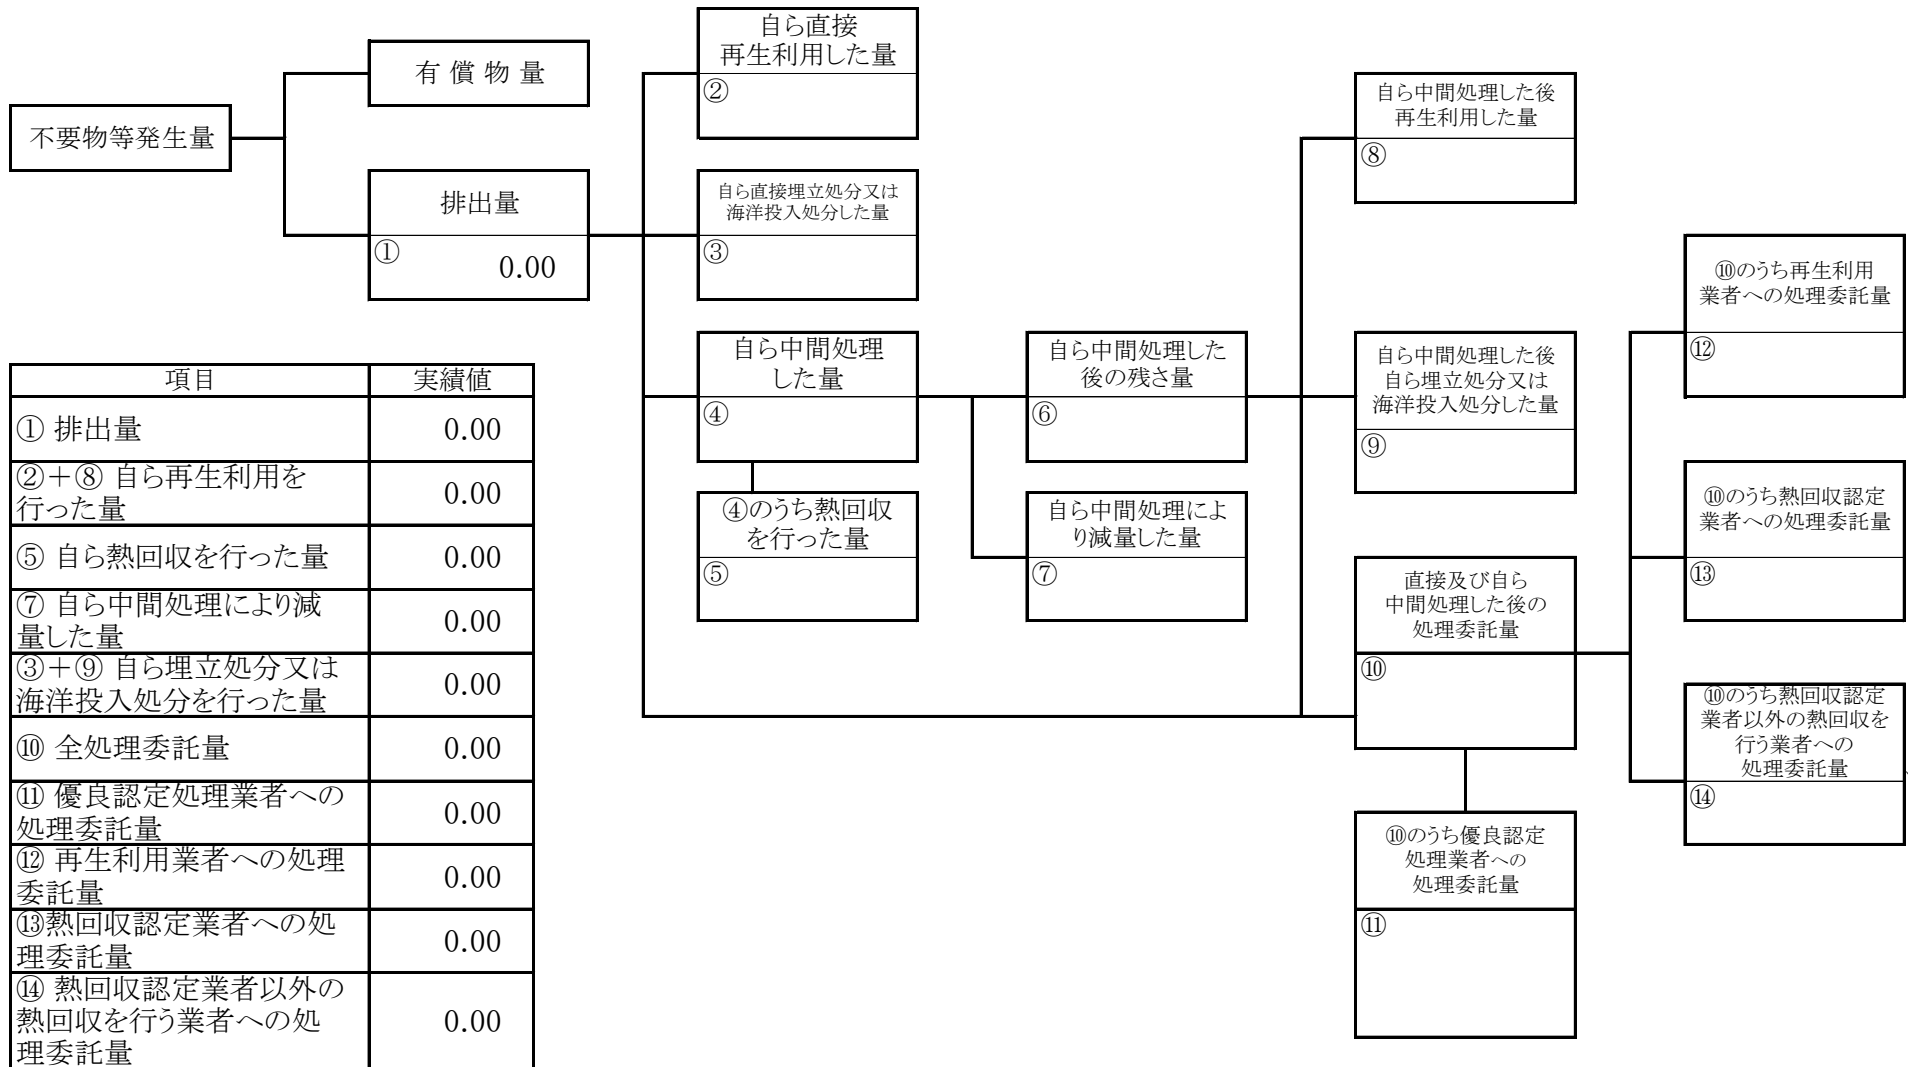 不要物等発生量
有 償 物 量
排出量
①
0.00
自ら直接
再生利用した量
②
自ら直接埋立処分又は
海洋投入処分した量
③
自ら中間処理
した量
④
④のうち熱回収
を行った量
⑤
自ら中間処理した
後の残さ量
⑥
自ら中間処理によ
り減量した量
⑦
自ら中間処理した後
再生利用した量
⑧
自ら中間処理した後
自ら埋立処分又は
海洋投入処分した量
⑨
直接及び自ら
中間処理した後の
処理委託量
⑩
⑩のうち優良認定
処理業者への
処理委託量
⑪
⑩のうち再生利用
業者への処理委託量
⑫
⑩のうち熱回収認定
業者への処理委託量
⑬
⑩のうち熱回収認定
業者以外の熱回収を
行う業者への
処理委託量
⑭
項目 実績値
① 排出量 0.00
②＋⑧ 自ら再生利用を
行った量 0.00
⑤ 自ら熱回収を行った量 0.00
⑦ 自ら中間処理により減
量した量 0.00
③＋⑨ 自ら埋立処分又は
海洋投入処分を行った量 0.00
⑩ 全処理委託量 0.00
⑪ 優良認定処理業者への
処理委託量 0.00
⑫ 再生利用業者への処理
委託量 0.00
⑬熱回収認定業者への処
理委託量 0.00
⑭ 熱回収認定業者以外の
熱回収を行う業者への処 0.00
理委託量